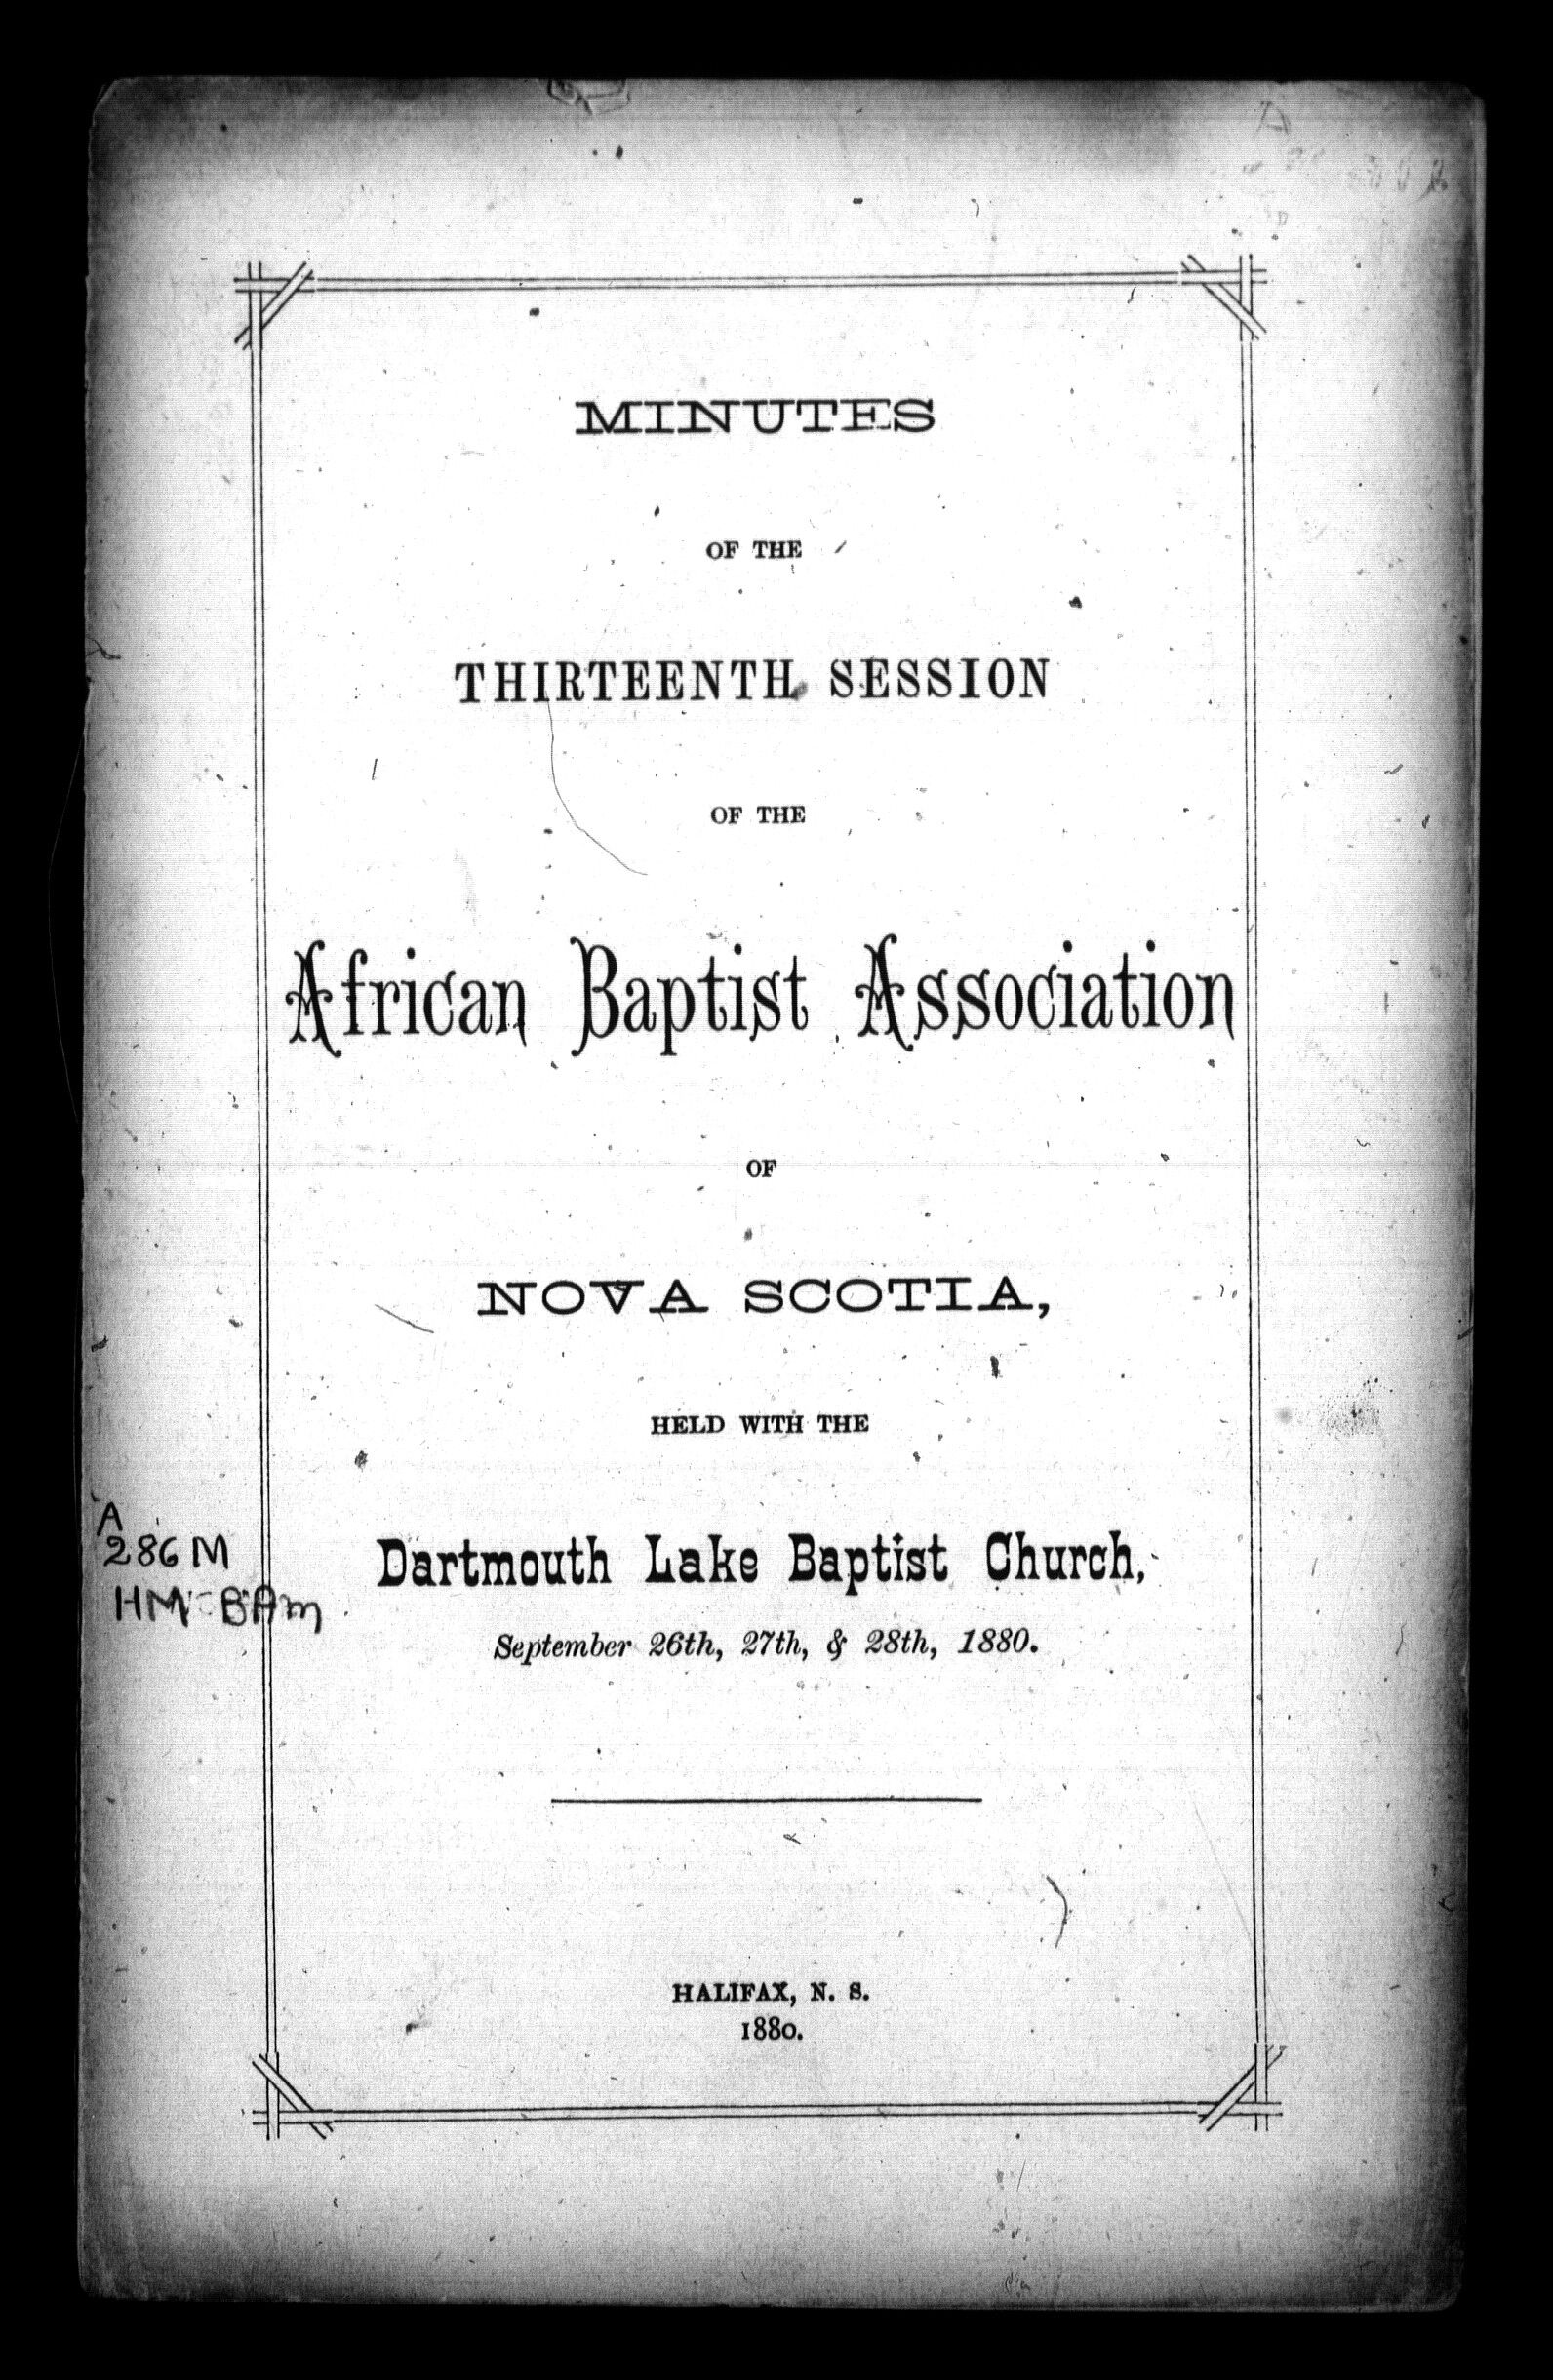 MINUTES
OF THE
THIRTEENTH SESSION
OF THE
African Baptist Association
OF
NOVA SCOTIA,
HELD WITH THE
A
286 M
HM-BAM
Dartmouth Lake Baptist Church,
September 26th, 27th, & 28th, 1880.
HALIFAX, N. S.
1880.